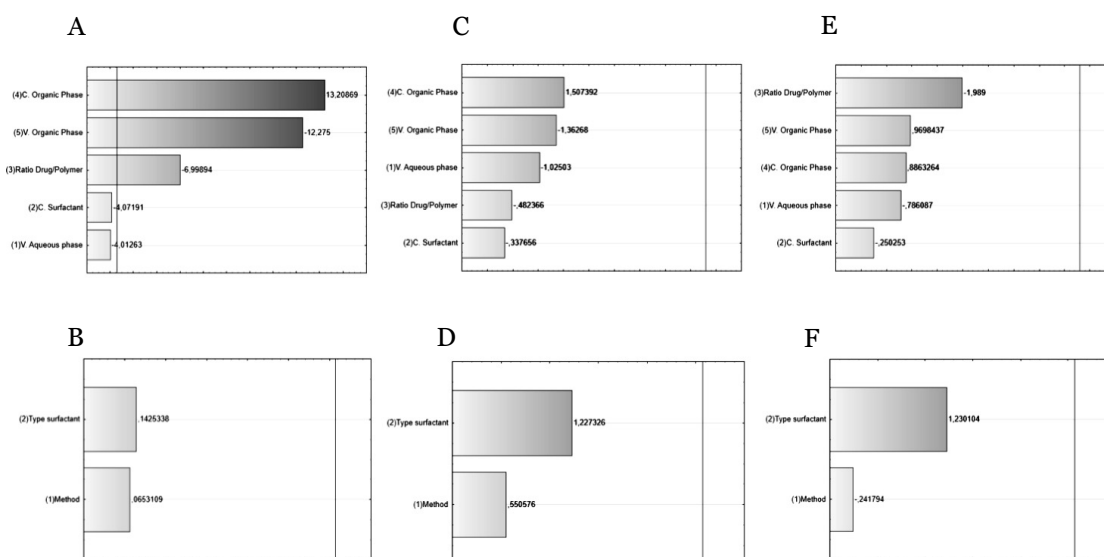 A
(4)C. Organic Phase 13,20869
(5)V. Organic Phase -12,275
(3)Ratio Drug/Polymer -6,99894
(2)C. Surfactant -4,07191
(1)V. Aqueous phase -4,01263
C
(4)C. Organic Phase 1,507392
(5)V. Organic Phase -1,36268
(1)V. Aqueous phase -1,02503
(3)Ratio Drug/Polymer -,482366
(2)C. Surfactant -,337656
E
(3)Ratio Drug/Polymer -1,989
(5)V. Organic Phase ,9698437
(4)C. Organic Phase ,8863264
(1)V. Aqueous phase -,786087
(2)C. Surfactant -,250253
B
(2)Type surfactant ,1425338
(1)Method ,0653109
D
(2)Type surfactant 1,227326
(1)Method ,550576
F
(2)Type surfactant 1,230104
(1)Method -,241794